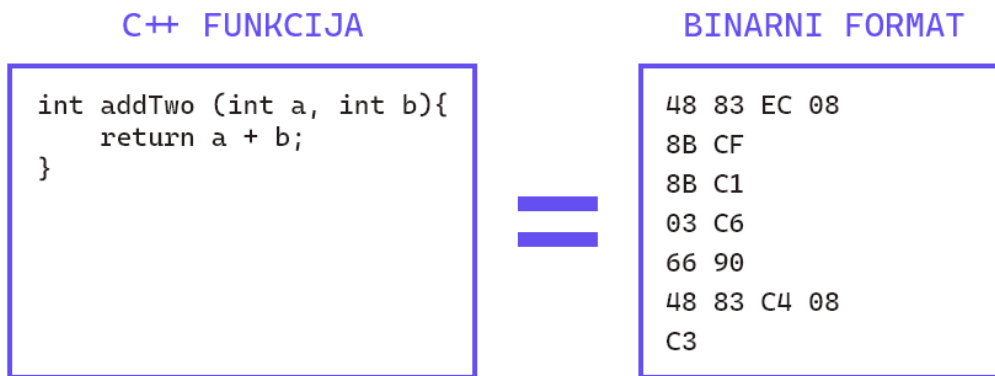 C++ FUNKCIJA
int addTwo (int a, int b){
    return a + b;
}
BINARNI FORMAT
48 83 EC 08
8B CF
8B C1
03 C6
66 90
48 83 C4 08
C3